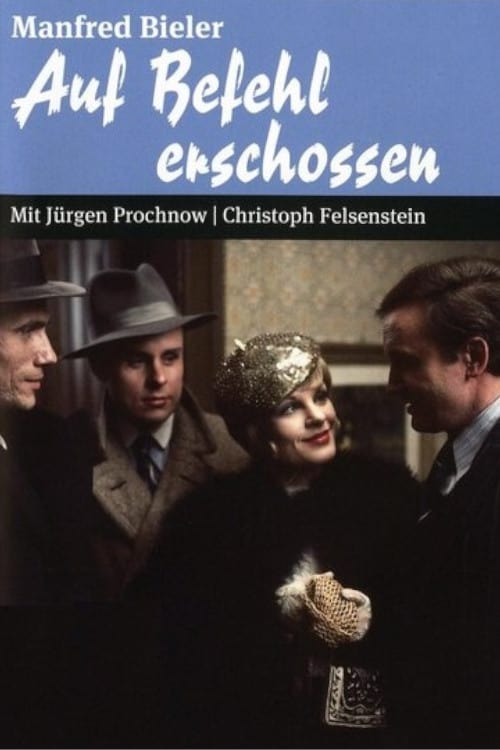 Manfred Bieler
Auf Befehl
erschossen
Mit Jürgen Prochnow | Christoph Felsenstein